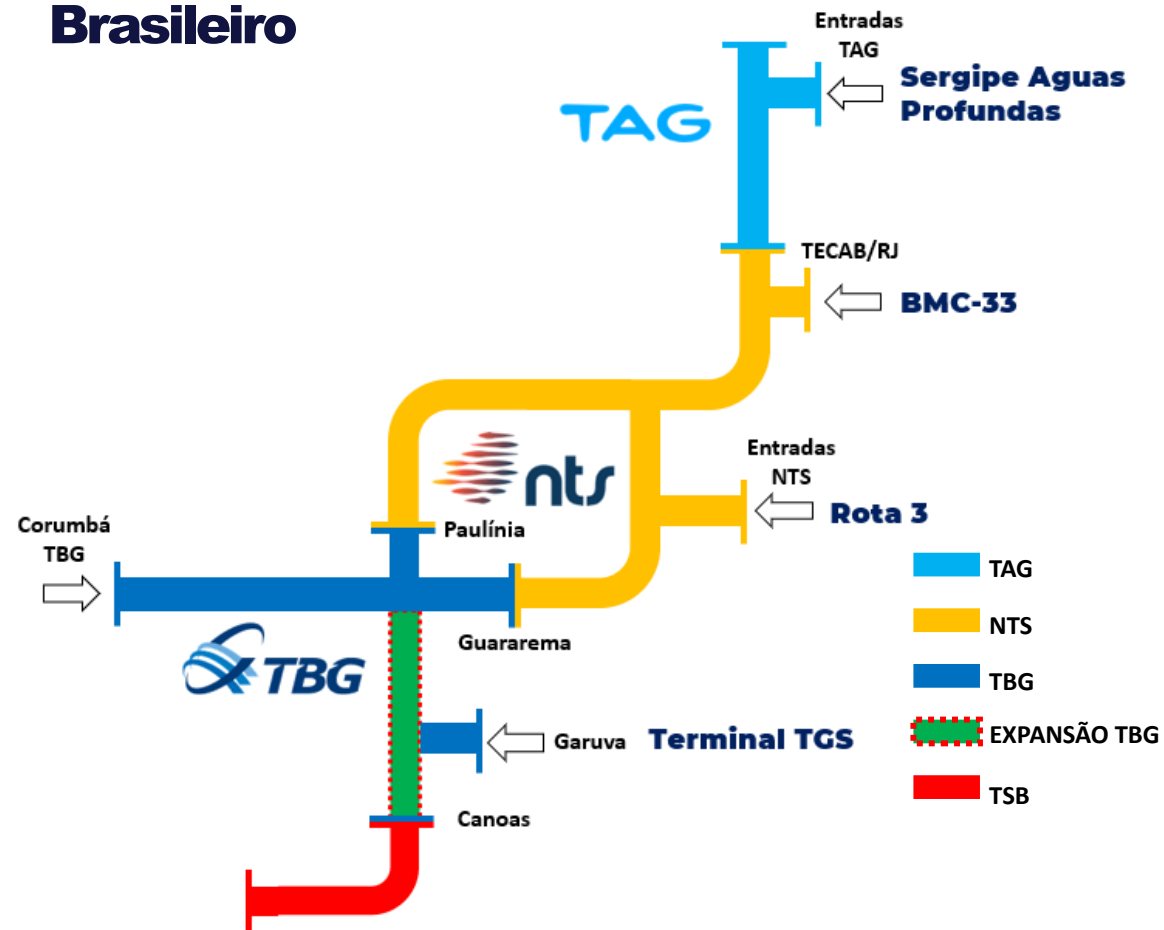 Brasileiro
Entradas
TAG
Sergipe Aguas
Profundas
TAG
TECAB/RJ
BMC-33
nts
Entradas
NTS
Rota 3
Paulínia
Corumbá
TBG
Guararema
TBG
Garuva
Terminal TGS
Canoas
TAG
NTS
TBG
EXPANSÃO TBG
TSB